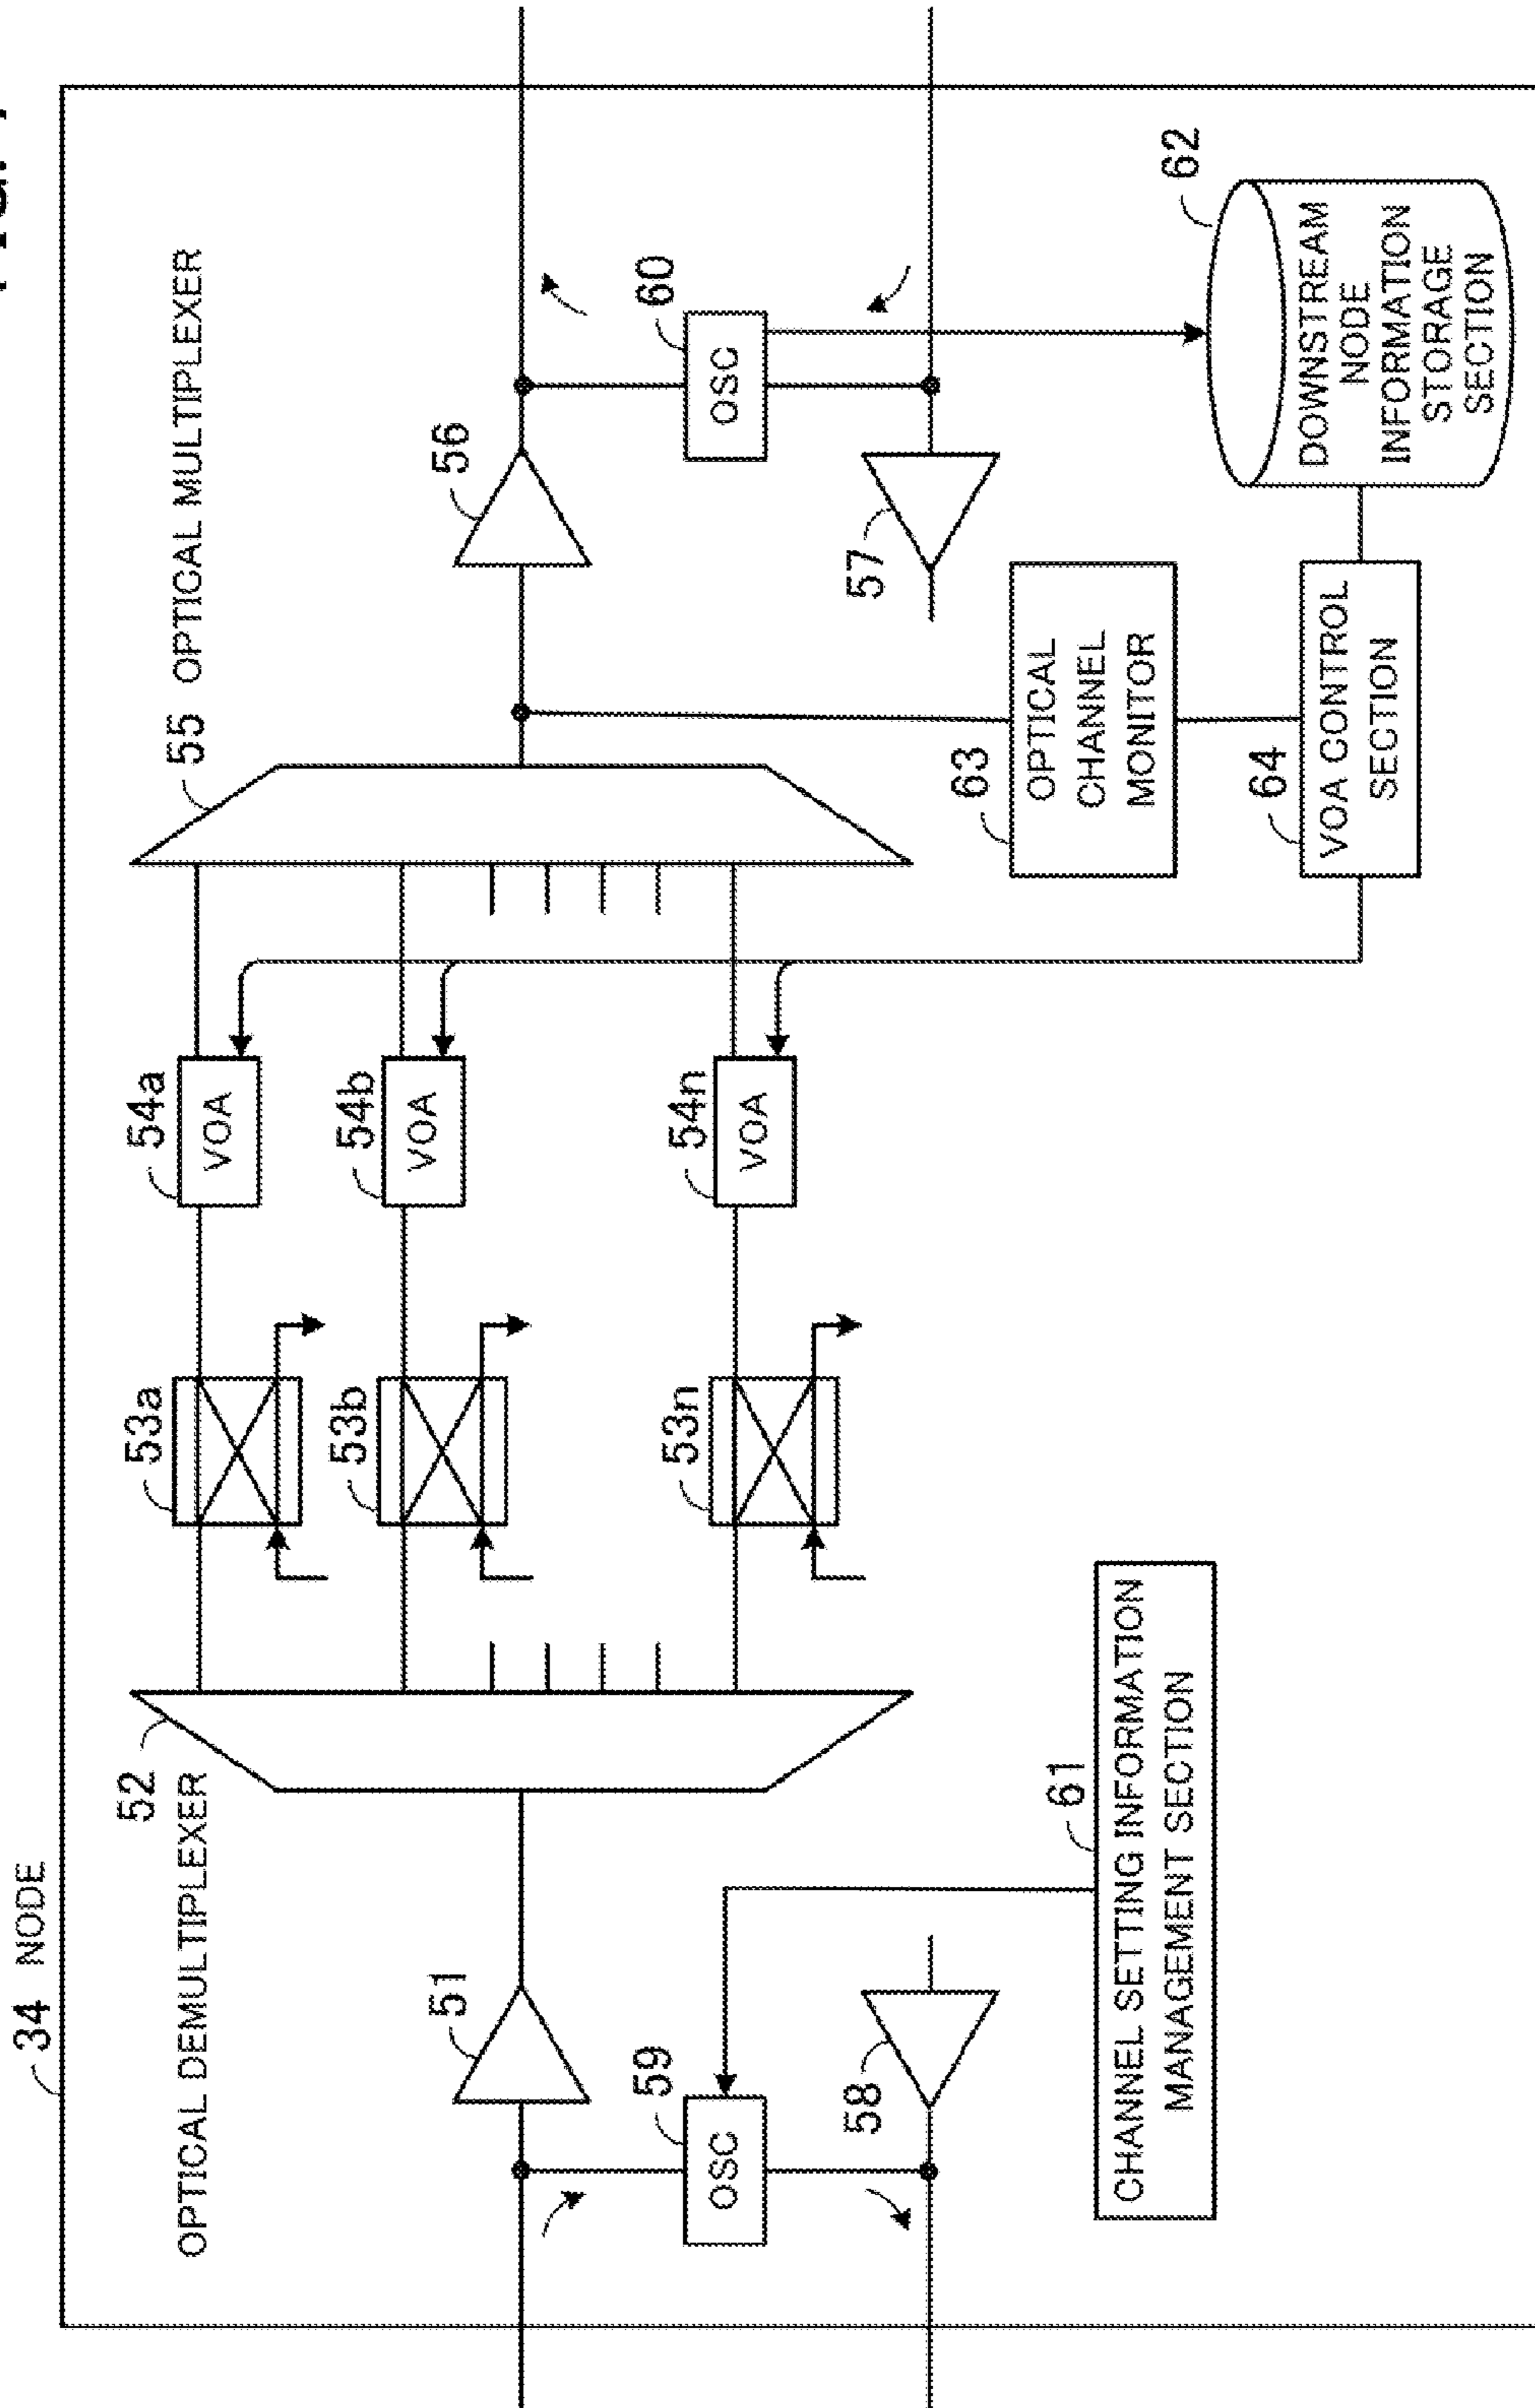 34 NODE
OPTICAL DEMULTIPLEXER
52
55 OPTICAL MULTIPLEXER
53a
54a
VOA
53b
54b
VOA
53n
54n
VOA
51
56
59
OSC
60
OSC
58
57
61
CHANNEL SETTING INFORMATION
MANAGEMENT SECTION
63
OPTICAL
CHANNEL
MONITOR
64
VOA CONTROL
SECTION
62
DOWNSTREAM
NODE
INFORMATION
STORAGE
SECTION